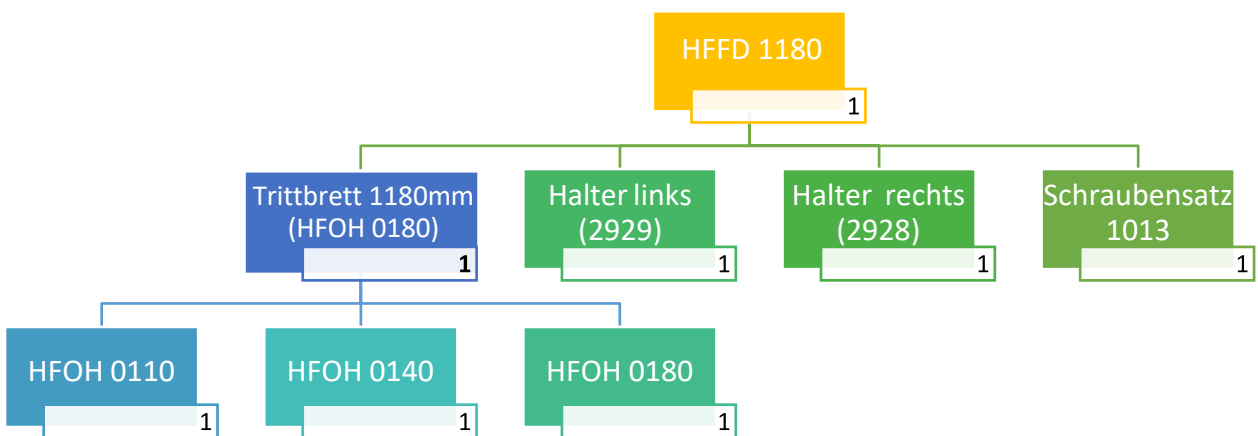 HFFD 1180
1
Trittbrett 1180mm
(HFOH 0180)
1
Halter links
(2929)
1
Halter rechts
(2928)
1
Schraubensatz
1013
1
HFOH 0110
1
HFOH 0140
1
HFOH 0180
1